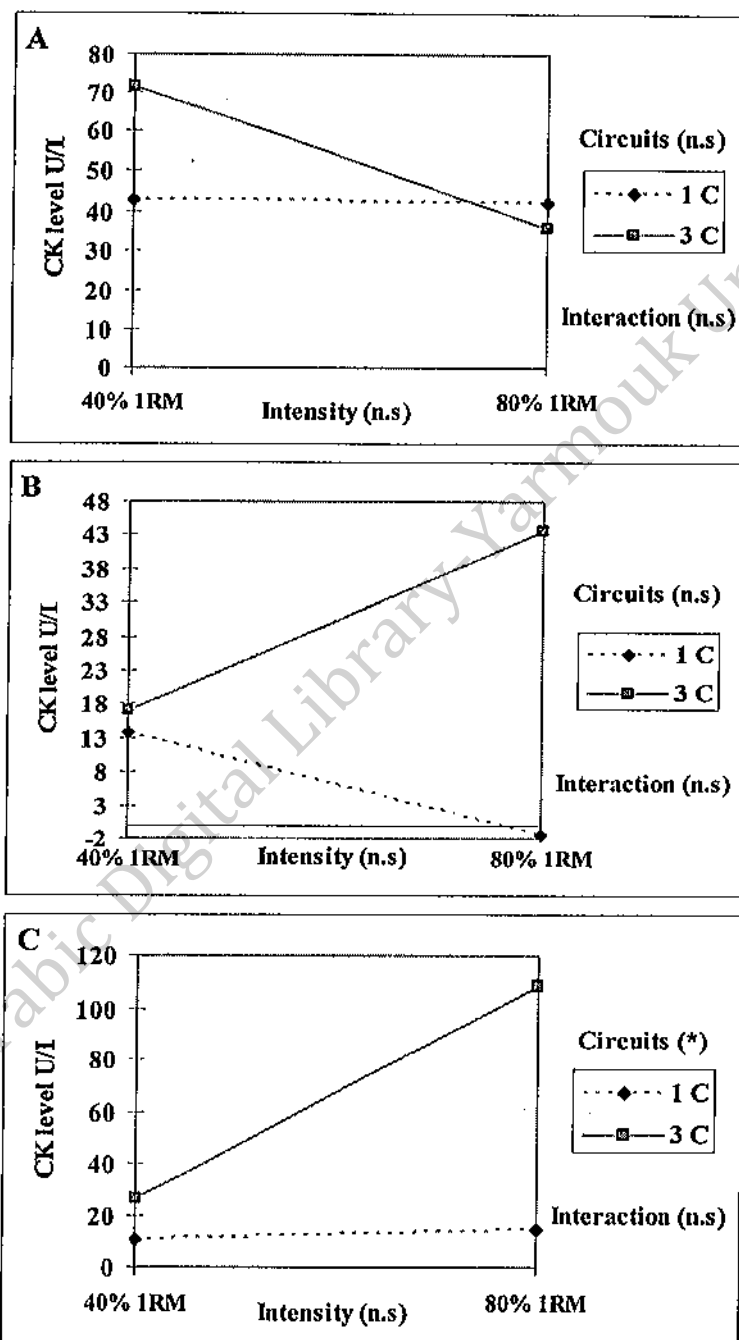 A
80
70
60
50
40
30
20
10
0
CK level U/I
40% 1RM
Intensity (n.s)
80% 1RM
Circuits (n.s)
1 C
3 C
Interaction (n.s)
B
48
43
38
33
28
23
18
13
8
3
-2
CK level U/I
40% 1RM
Intensity (n.s)
80% 1RM
Circuits (n.s)
1 C
3 C
Interaction (n.s)
C
120
100
80
60
40
20
0
CK level U/I
40% 1RM
Intensity (n.s)
80% 1RM
Circuits (*)
1 C
3 C
Interaction (n.s)
Digital Library-Yarmouk